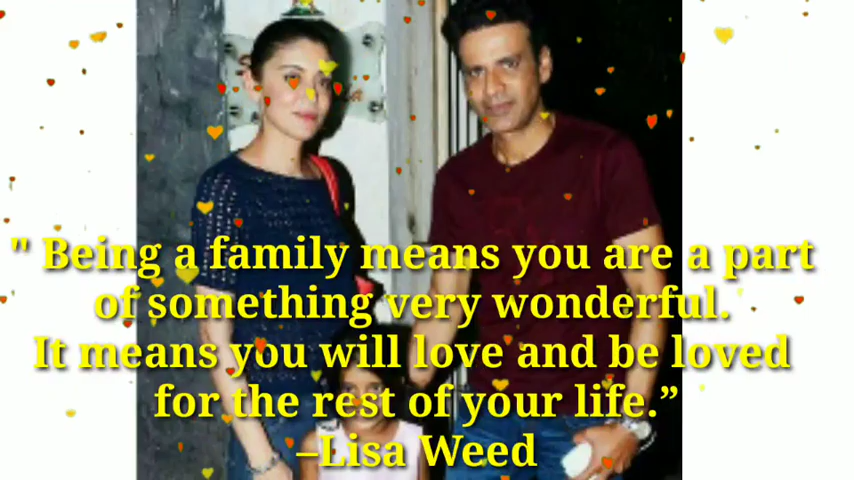 " Being a family means you are a part
of something very wonderful.
It means you will love and be loved
for the rest of your life.”
–Lisa Weed